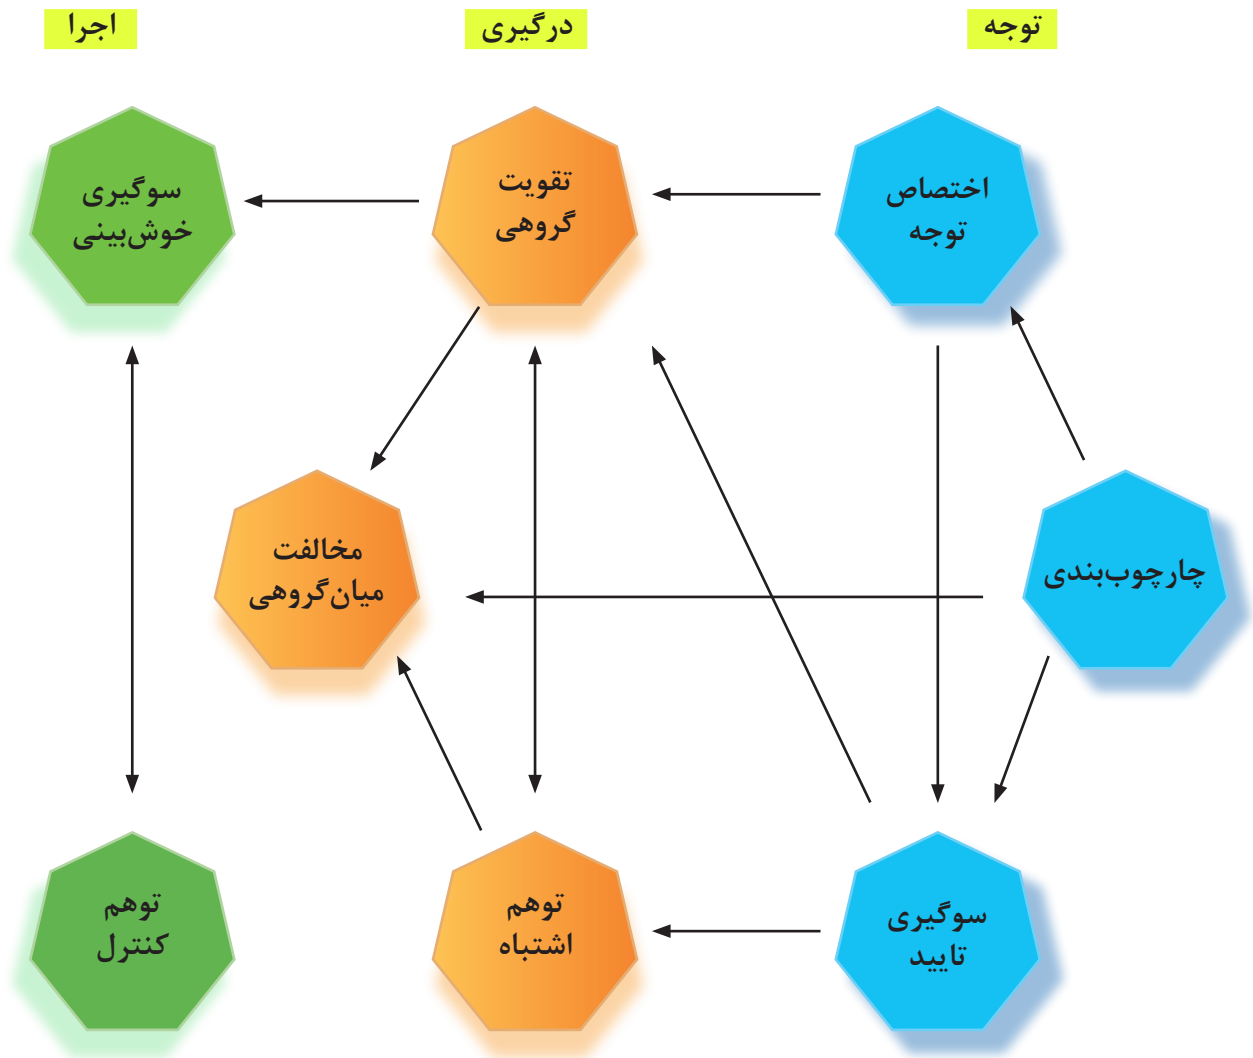 توجه
درگیری
اجرا
اختصاص
توجه
تقویت
گروهی
سوگیری
خوش‌بینی
چارچوب‌بندی
مخالفت
میان‌گروهی
سوگیری
تایید
توهم
اشتباه
توهم
کنترل